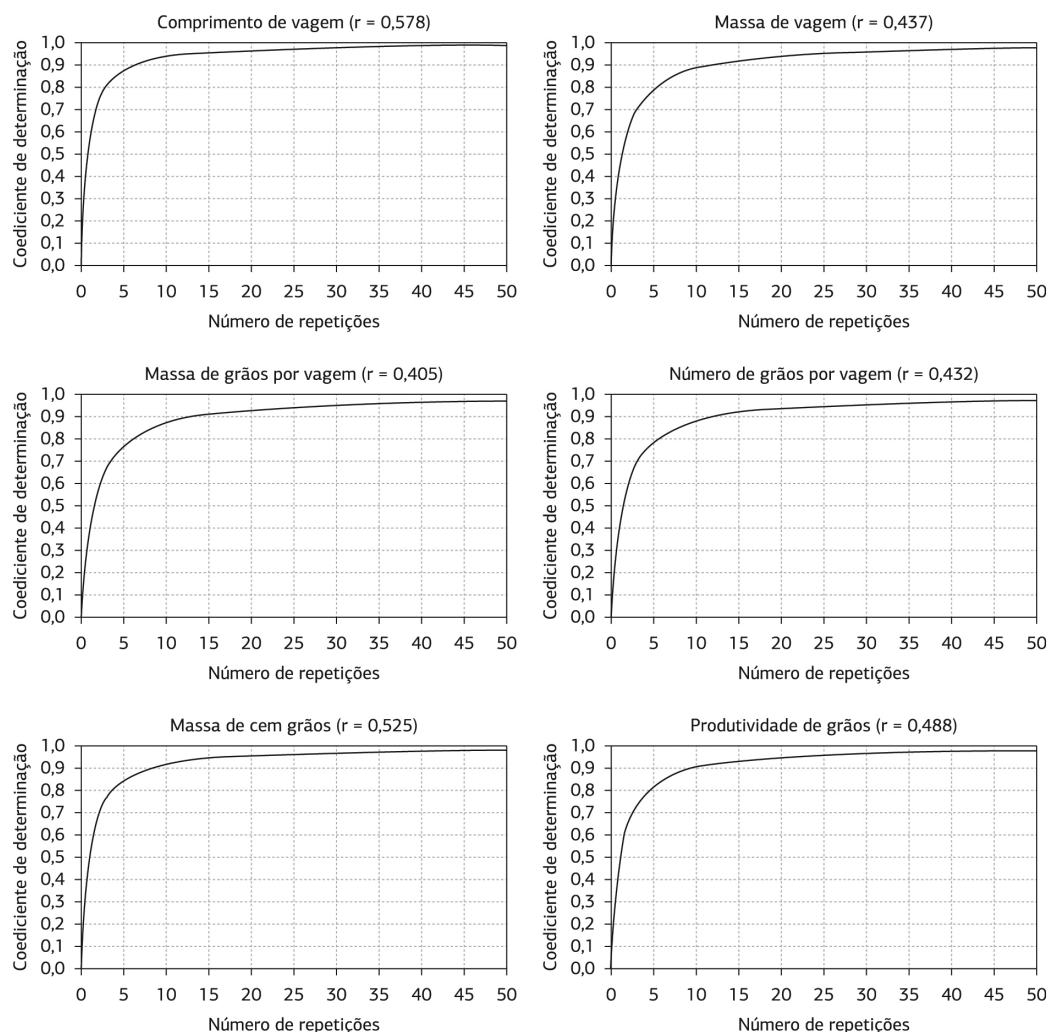 Comprimento de vagem (r = 0,578)
Coediciente de determinação
1,0
0,9
0,8
0,7
0,6
0,5
0,4
0,3
0,2
0,1
0,0
0 5 10 15 20 25 30 35 40 45 50
Número de repetições
Massa de vagem (r = 0,437)
Coediciente de determinação
1,0
0,9
0,8
0,7
0,6
0,5
0,4
0,3
0,2
0,1
0,0
0 5 10 15 20 25 30 35 40 45 50
Número de repetições
Massa de grãos por vagem (r = 0,405)
Coediciente de determinação
1,0
0,9
0,8
0,7
0,6
0,5
0,4
0,3
0,2
0,1
0,0
0 5 10 15 20 25 30 35 40 45 50
Número de repetições
Número de grãos por vagem (r = 0,432)
Coediciente de determinação
1,0
0,9
0,8
0,7
0,6
0,5
0,4
0,3
0,2
0,1
0,0
0 5 10 15 20 25 30 35 40 45 50
Número de repetições
Massa de cem grãos (r = 0,525)
Coediciente de determinação
1,0
0,9
0,8
0,7
0,6
0,5
0,4
0,3
0,2
0,1
0,0
0 5 10 15 20 25 30 35 40 45 50
Número de repetições
Produtividade de grãos (r = 0,488)
Coediciente de determinação
1,0
0,9
0,8
0,7
0,6
0,5
0,4
0,3
0,2
0,1
0,0
0 5 10 15 20 25 30 35 40 45 50
Número de repetições